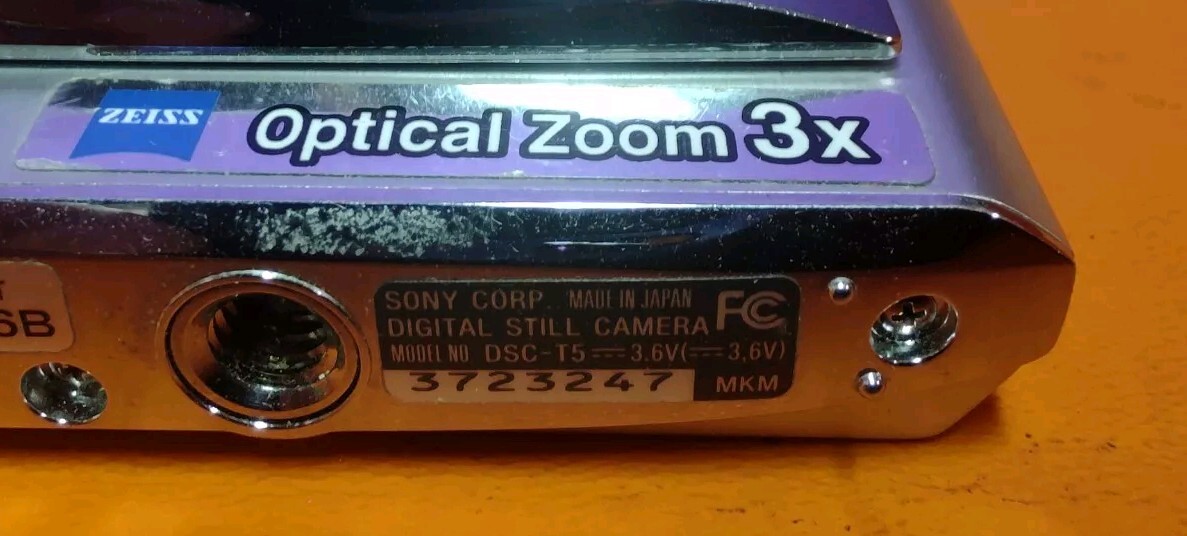 ZEISS
Optical Zoom 3x
SONY CORP. MADE IN JAPAN
DIGITAL STILL CAMERA FC
MODEL NO DSC-T5⎓3.6V(⎓3,6V)
3723247 MKM